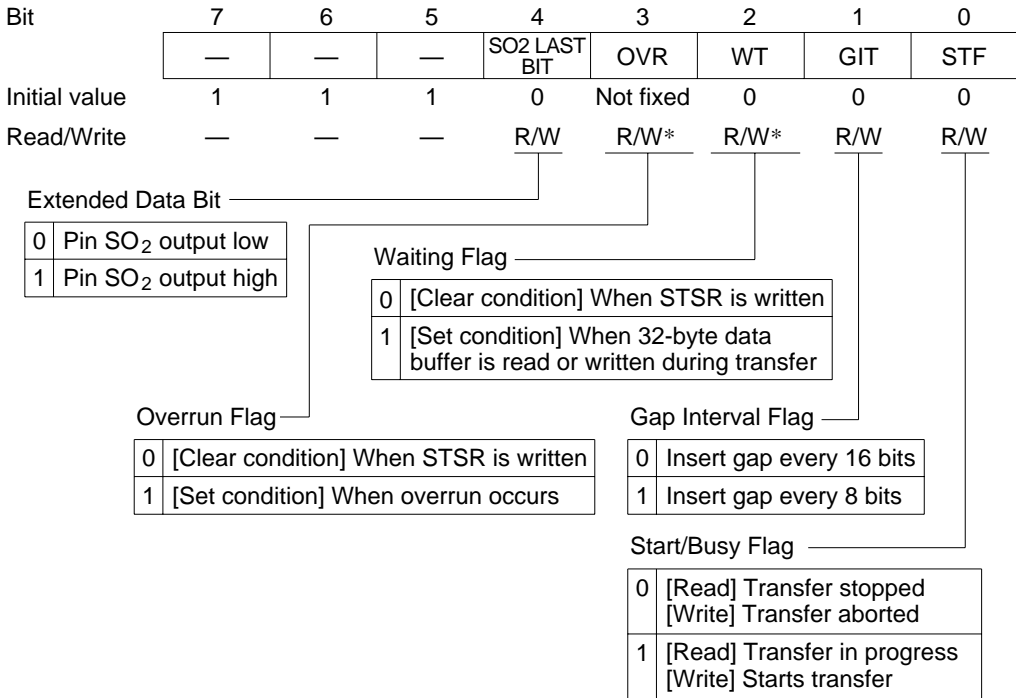 Bit 7 6 5 4 3 2 1 0
— — — SO2 LAST BIT OVR WT GIT STF
Initial value 1 1 1 0 Not fixed 0 0 0
Read/Write — — — R/W R/W* R/W* R/W R/W
Extended Data Bit
0 Pin SO2 output low
1 Pin SO2 output high
Waiting Flag
0 [Clear condition] When STSR is written
1 [Set condition] When 32-byte data
buffer is read or written during transfer
Overrun Flag
0 [Clear condition] When STSR is written
1 [Set condition] When overrun occurs
Gap Interval Flag
0 Insert gap every 16 bits
1 Insert gap every 8 bits
Start/Busy Flag
0 [Read] Transfer stopped
[Write] Transfer aborted
1 [Read] Transfer in progress
[Write] Starts transfer